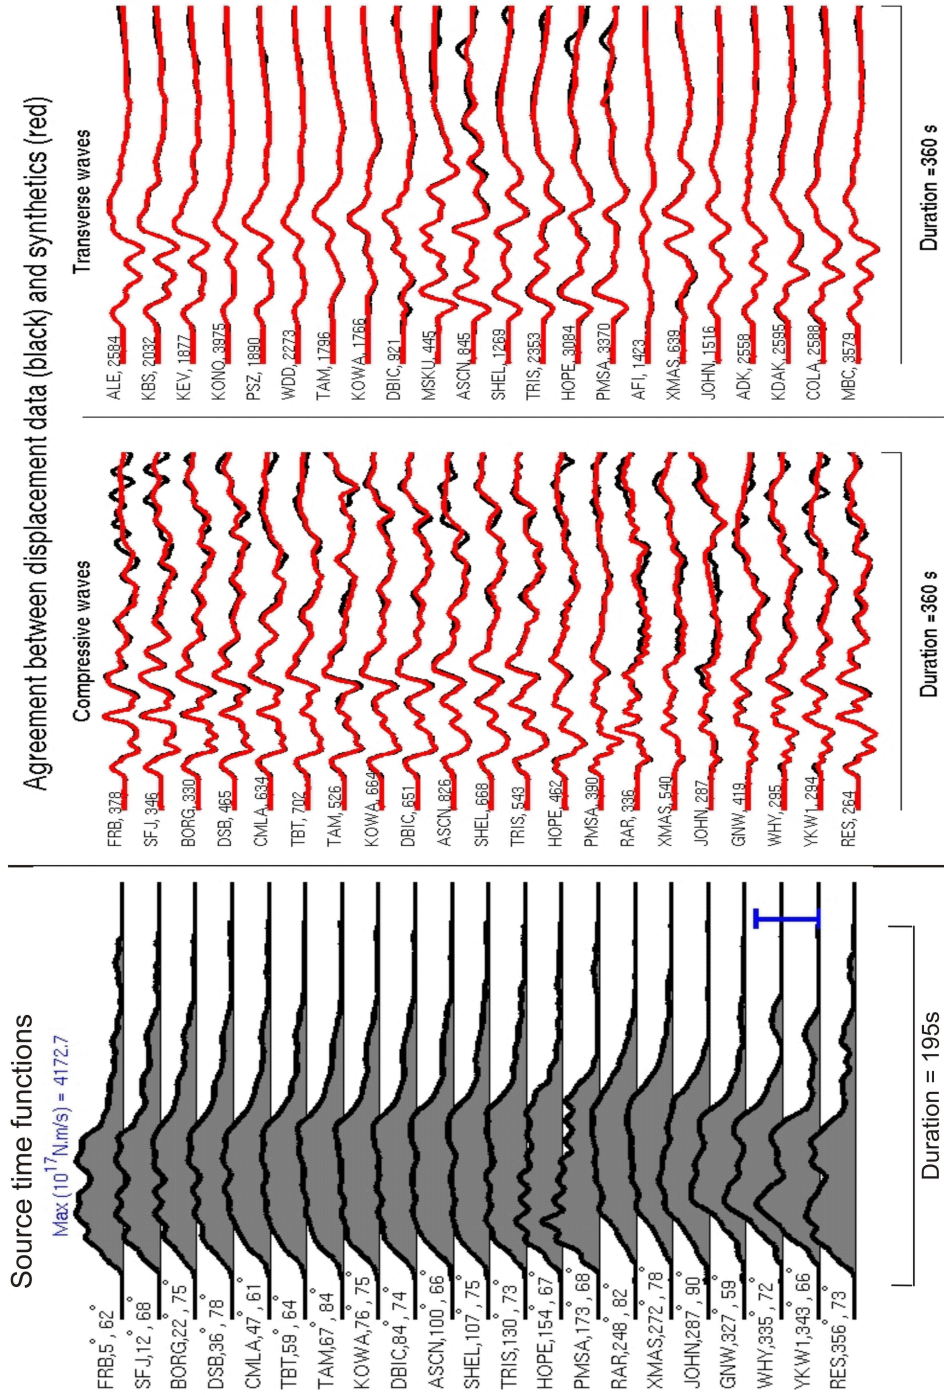 Source time functions
Max (10^17 N.m/s) = 4172.7
FRB,5°, 62°
SFJ,12°, 68°
BORG,22°, 75°
DSB,36°, 78°
CMLA,47°, 61°
TBT,59°, 64°
TAM,67°, 84°
KOWA,76°, 75°
DBIC,84°, 74°
ASCN,100°, 66°
SHEL,107°, 75°
TRIS,130°, 73°
HOPE,154°, 67°
PMSA,173°, 68°
RAR,248°, 82°
XMAS,272°, 78°
JOHN,287°, 90°
GNW,327°, 59°
WHY,335°, 72°
YKW1,343°, 66°
RES,356°, 73°
Duration = 195s
Agreement between displacement data (black) and synthetics (red)
Compressive waves
FRB, 378
SFJ, 346
BORG, 330
DSB, 465
CMLA, 634
TBT, 702
TAM, 526
KOWA, 664
DBIC, 651
ASCN, 826
SHEL, 668
TRIS, 543
HOPE, 462
PMSA, 390
RAR, 336
XMAS, 540
JOHN, 287
GNW, 419
WHY, 295
YKW1, 294
RES, 264
Duration =360 s
Transverse waves
ALE, 2584
KBS, 2032
KEV, 1877
KONO, 3975
PSZ, 1890
WDD, 2273
TAM, 1796
KOWA, 1766
DBIC, 921
MSKU, 445
ASCN, 845
SHEL, 1269
TRIS, 2353
HOPE, 3084
PMSA, 3370
AFI, 1423
XMAS, 639
JOHN, 1516
ADK, 2558
KDAK, 2595
COLA, 2588
MBC, 3579
Duration =360 s